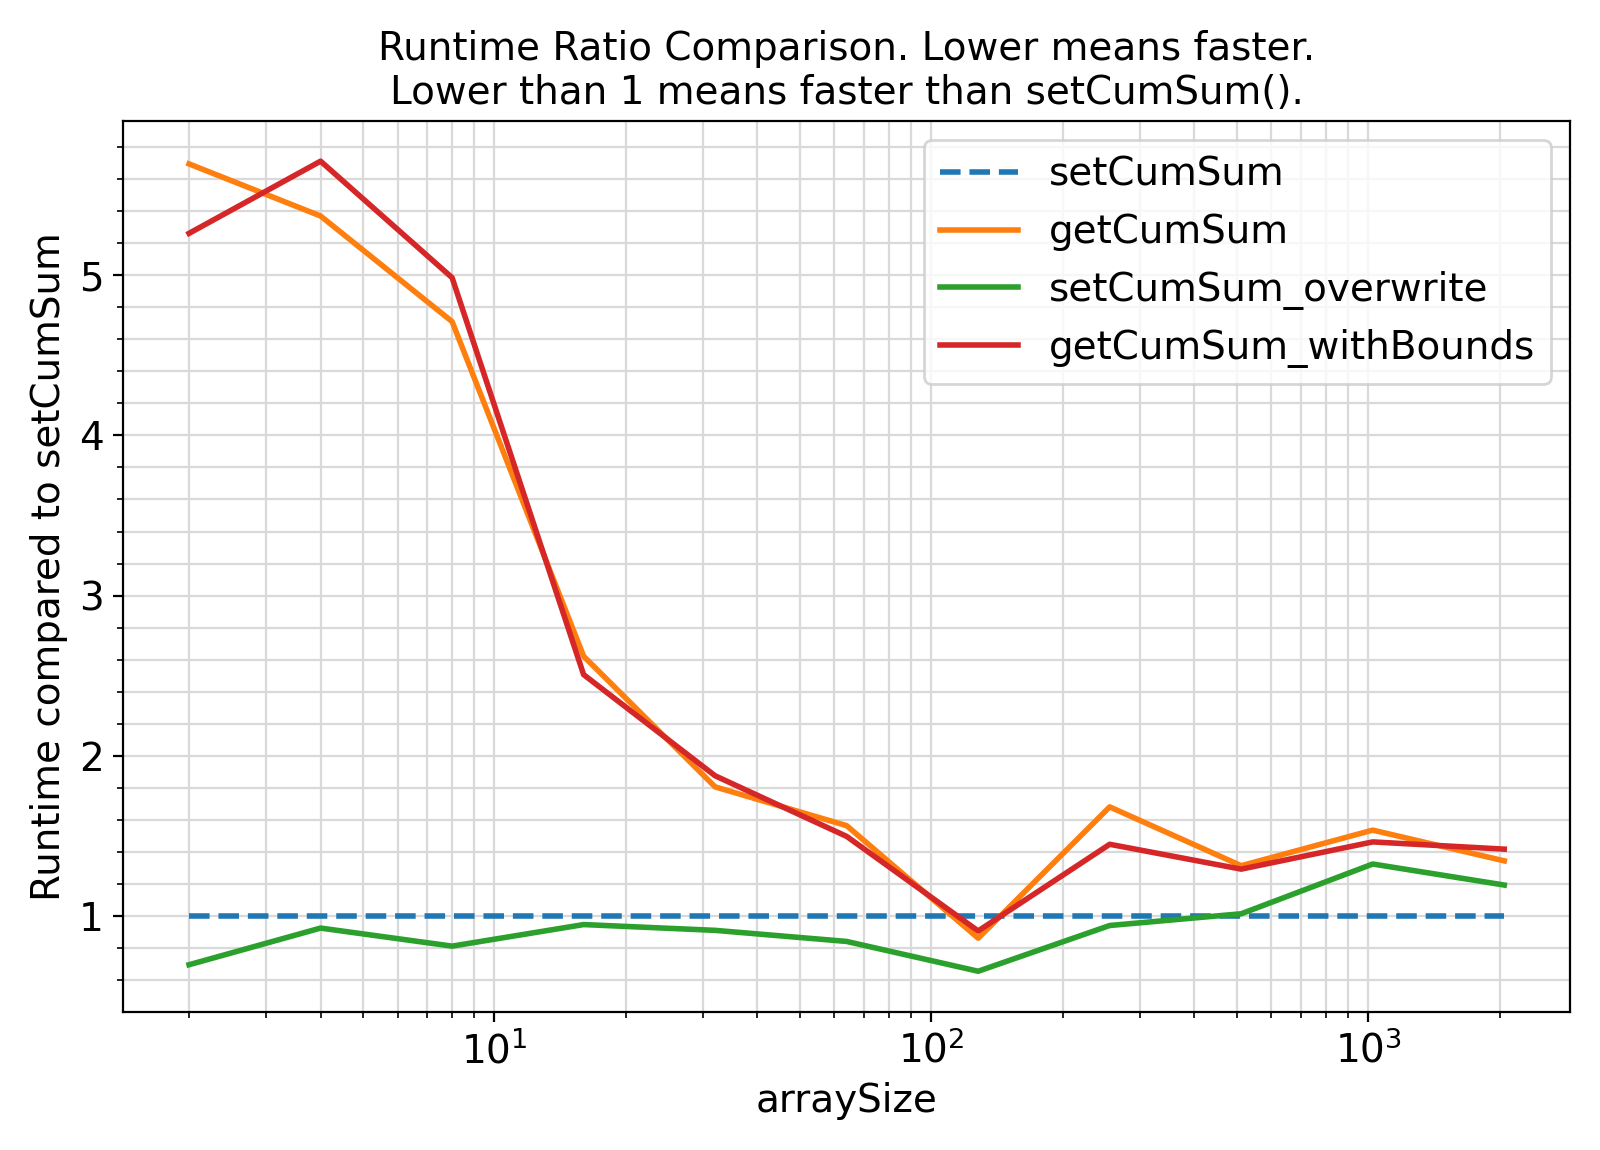 Runtime Ratio Comparison. Lower means faster.
Lower than 1 means faster than setCumSum().
setCumSum
getCumSum
setCumSum_overwrite
getCumSum_withBounds
Runtime compared to setCumSum
5
4
3
2
1
10¹
10²
10³
arraySize